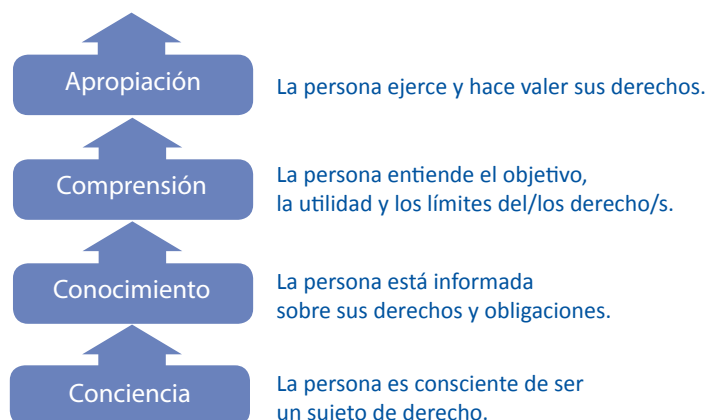 Apropiación
La persona ejerce y hace valer sus derechos.
Comprensión
La persona entiende el objetivo,
la utilidad y los límites del/los derecho/s.
Conocimiento
La persona está informada
sobre sus derechos y obligaciones.
Conciencia
La persona es consciente de ser
un sujeto de derecho.